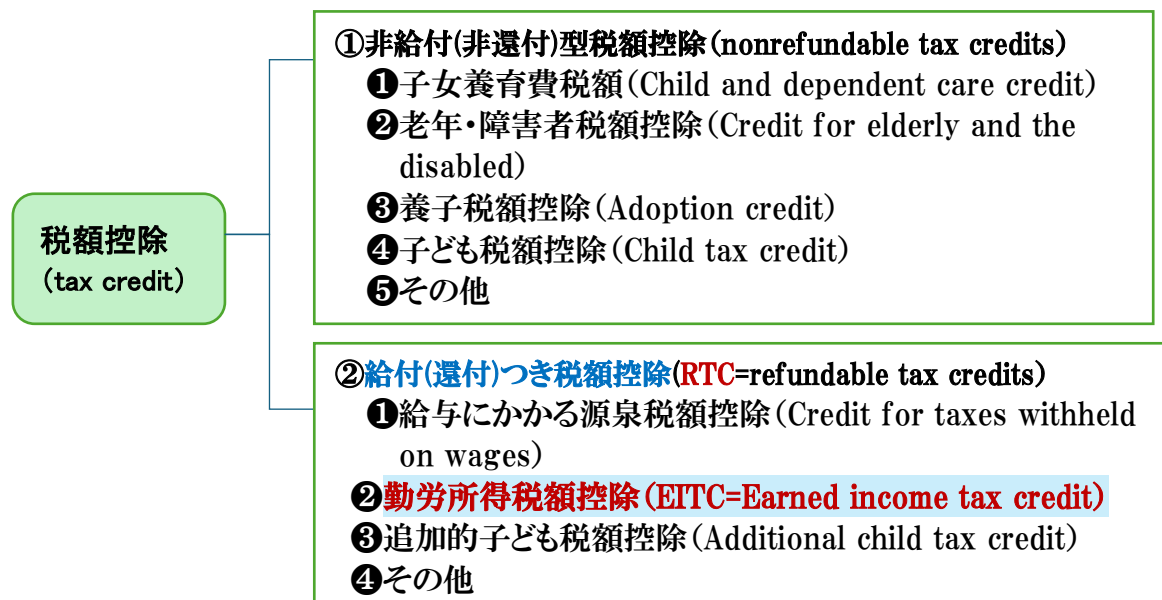 税額控除
(tax credit)
①非給付(非還付)型税額控除(nonrefundable tax credits)
❶子女養育費税額(Child and dependent care credit)
❷老年・障害者税額控除(Credit for elderly and the
disabled)
❸養子税額控除(Adoption credit)
❹子ども税額控除(Child tax credit)
❺その他
②給付(還付)つき税額控除(RTC=refundable tax credits)
❶給与にかかる源泉税額控除(Credit for taxes withheld
on wages)
❷勤労所得税額控除(EITC=Earned income tax credit)
❸追加的子ども税額控除(Additional child tax credit)
❹その他